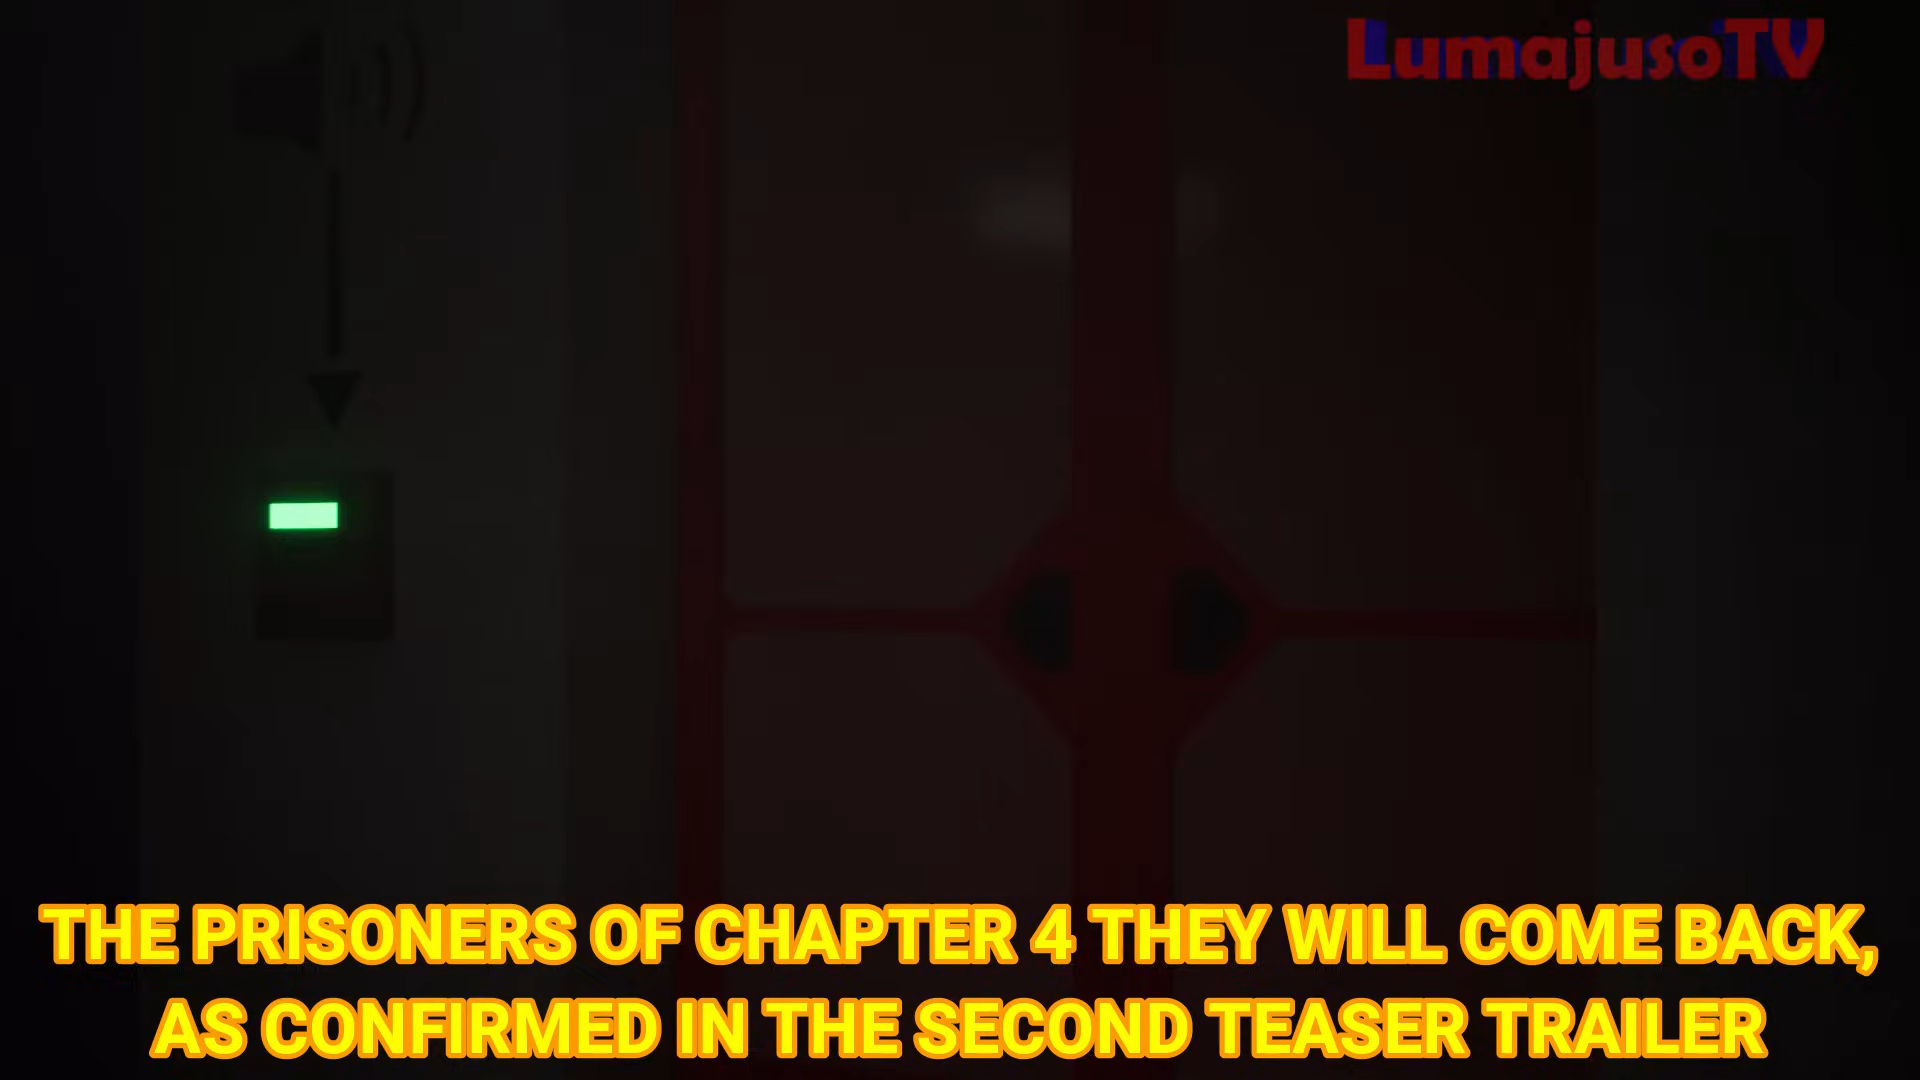 LumajusoTV
THE PRISONERS OF CHAPTER 4 THEY WILL COME BACK,
AS CONFIRMED IN THE SECOND TEASER TRAILER